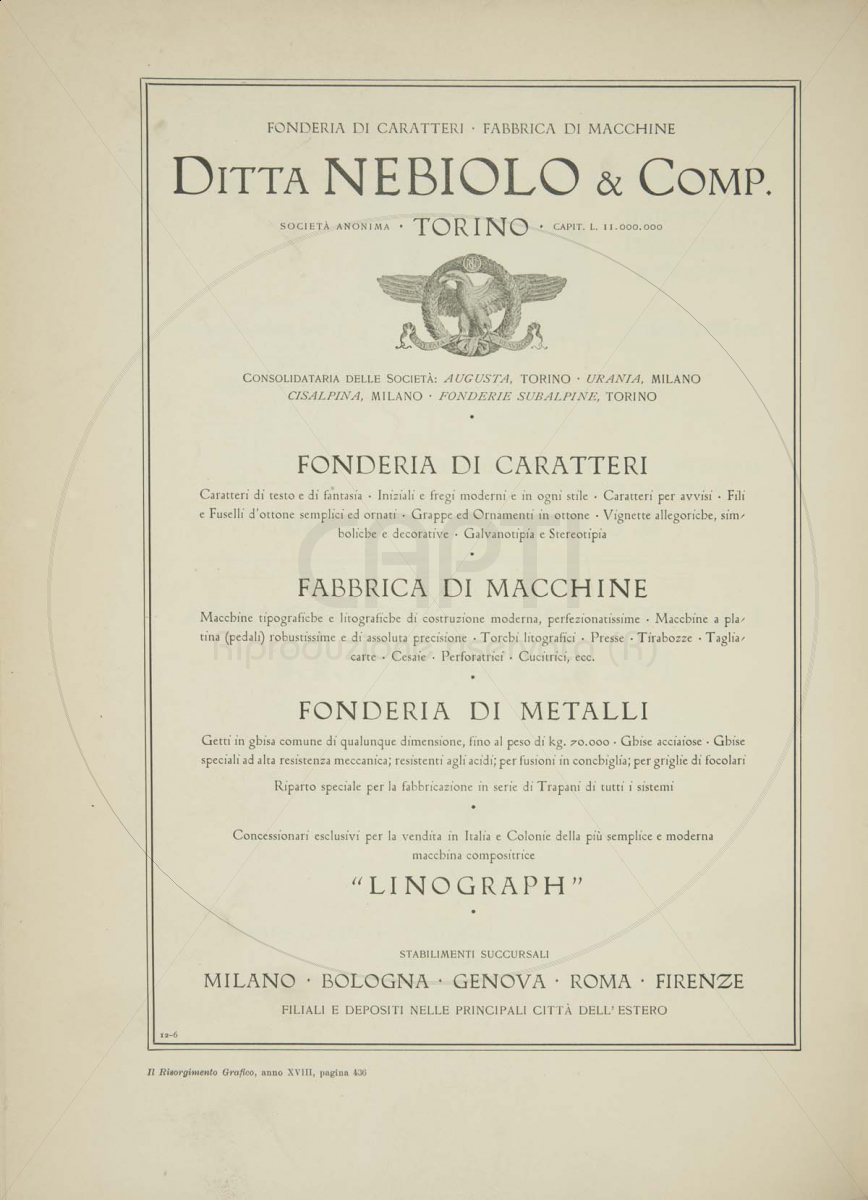 FONDERIA DI CARATTERI · FABBRICA DI MACCHINE
DITTA NEBIOLO & COMP.
SOCIETÀ ANONIMA · TORINO · CAPIT. L. 11.000.000
CONSOLIDATARIA DELLE SOCIETÀ: AUGUSTA, TORINO · URANIA, MILANO
CISALPINA, MILANO · FONDERIE SUBALPINE, TORINO
FONDERIA DI CARATTERI
Caratteri di testo e di fantasia · Iniziali e fregi moderni e in ogni stile · Caratteri per avvisi · Fili
e Fuselli d'ottone semplici ed ornati · Grappe ed Ornamenti in ottone · Vignette allegoriche, sim-
boliche e decorative · Galvanotipia e Stereotipia
CAPTI
FABBRICA DI MACCHINE
Macchine tipografiche e litografiche di costruzione moderna, perfezionatissime · Macchine a pla-
tina (pedali) robustissime e di assoluta precisione · Torchi litografici · Presse · Tirabozze · Taglia-
carte · Cesoie · Perforatrici · Cucitrici, ecc.
FONDERIA DI METALLI
Getti in ghisa comune di qualunque dimensione, fino al peso di kg. 70.000 · Ghise acciaiose · Ghise
speciali ad alta resistenza meccanica; resistenti agli acidi; per fusioni in conchiglia; per griglie di focolari
Riparto speciale per la fabbricazione in serie di Trapani di tutti i sistemi
Concessionari esclusivi per la vendita in Italia e Colonie della più semplice e moderna
macchina compositrice
"LINOGRAPH"
STABILIMENTI SUCCURSALI
MILANO · BOLOGNA · GENOVA · ROMA · FIRENZE
FILIALI E DEPOSITI NELLE PRINCIPALI CITTÀ DELL'ESTERO
12-6
Il Risorgimento Grafico, anno XVIII, pagina 436